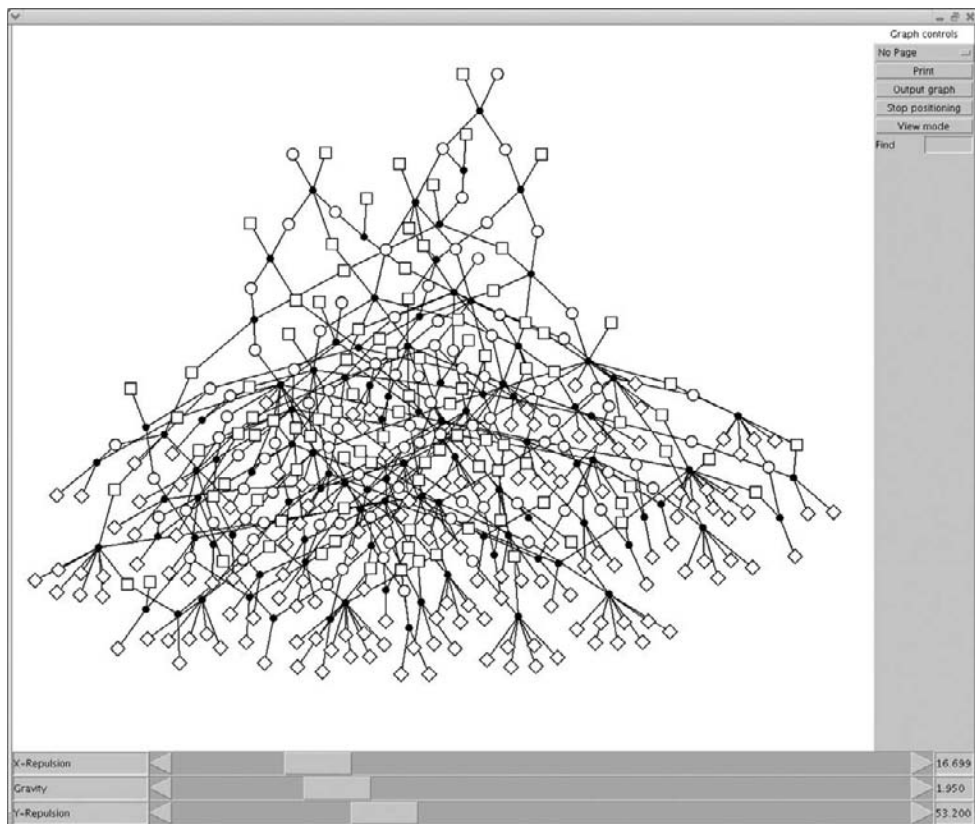 Graph controls
No Page
Print
Output graph
Stop positioning
View mode
Find
X-Repulsion
16.699
Gravity
1.950
Y-Repulsion
53.200